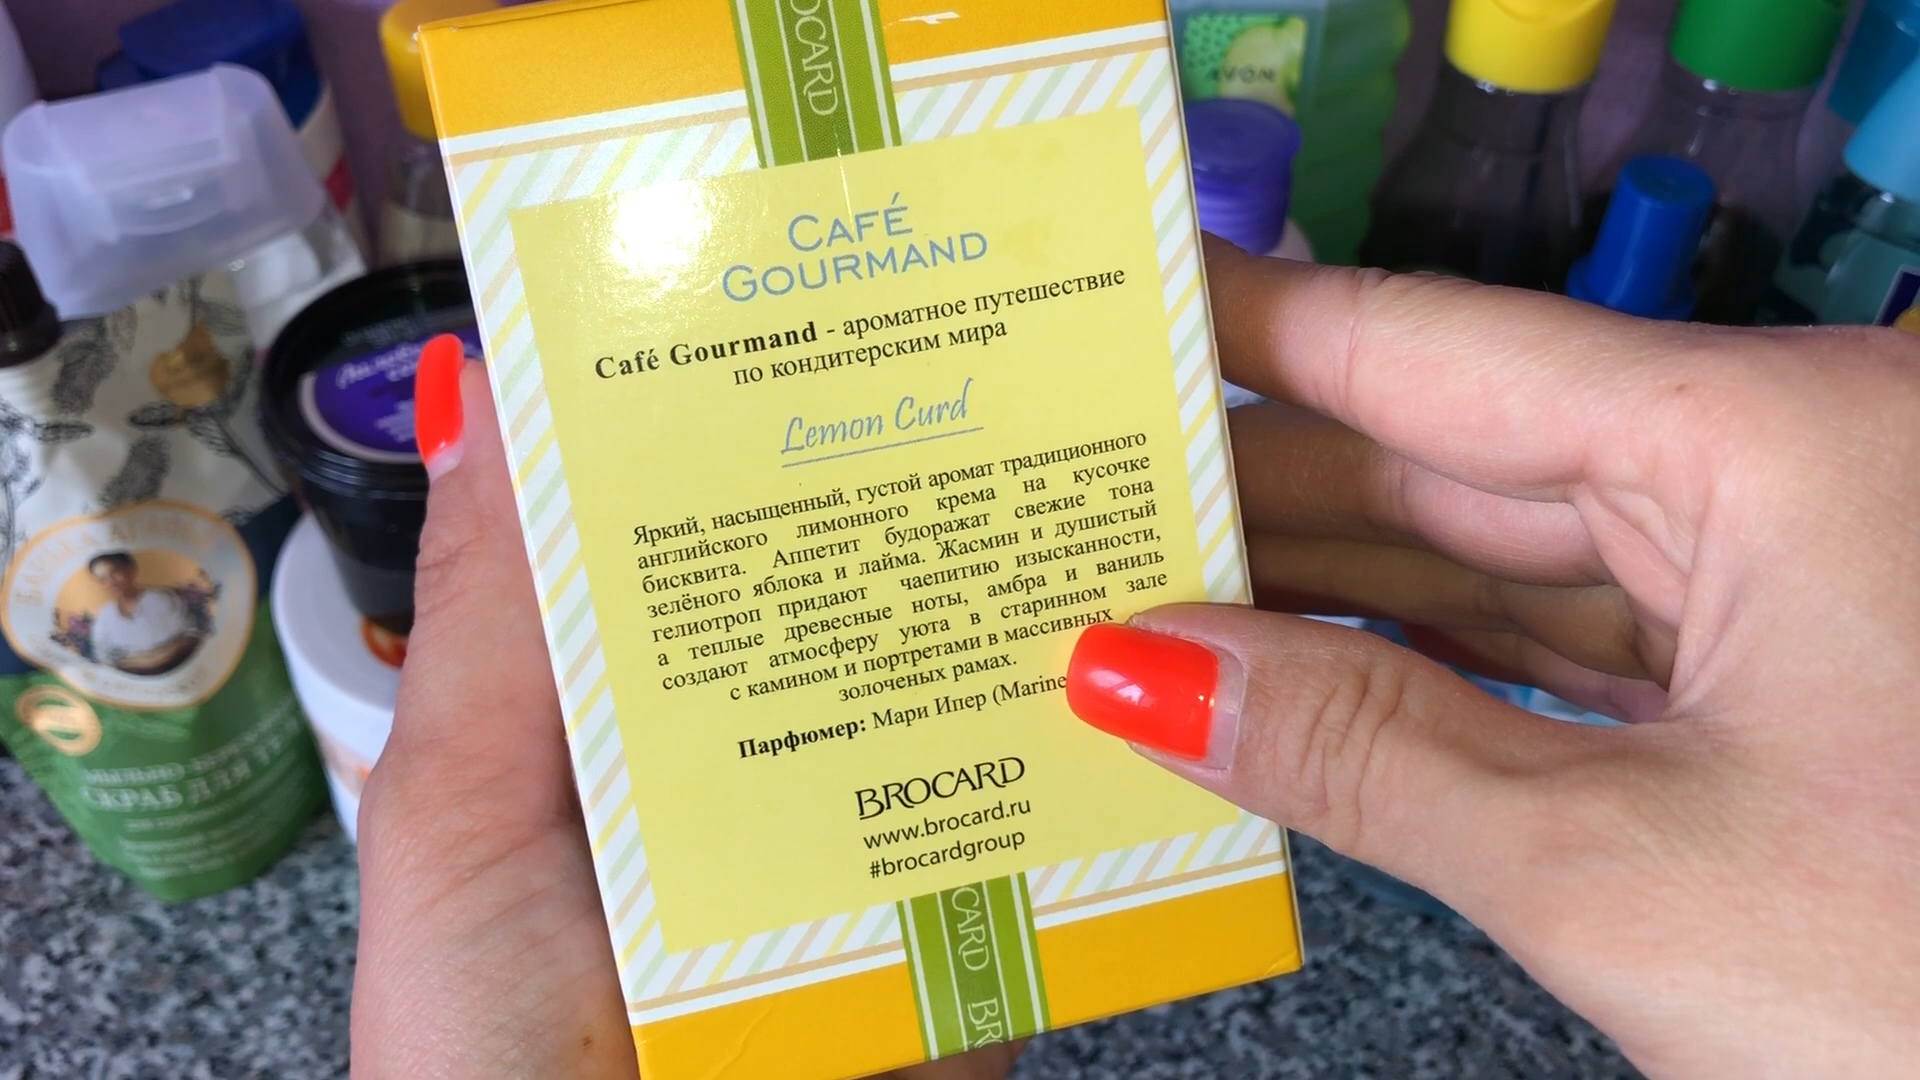 OCARD
AVON
CAFÉ
GOURMAND
Café Gourmand - ароматное путешествие
по кондитерским мира
Lemon Curd
Яркий, насыщенный, густой аромат традиционного
английского лимонного крема на кусочке
бисквита. Аппетит будоражат свежие тона
зелёного яблока и лайма. Жасмин и душистый
гелиотроп придают чаепитию изысканности,
а теплые древесные ноты, амбра и ваниль
создают атмосферу уюта в старинном зале
с камином и портретами в массивных
золоченых рамах.
Парфюмер: Мари Ипер (Marine
BROCARD
www.brocard.ru
#brocardgroup
CARD BRO
СКРАБ ДЛЯ